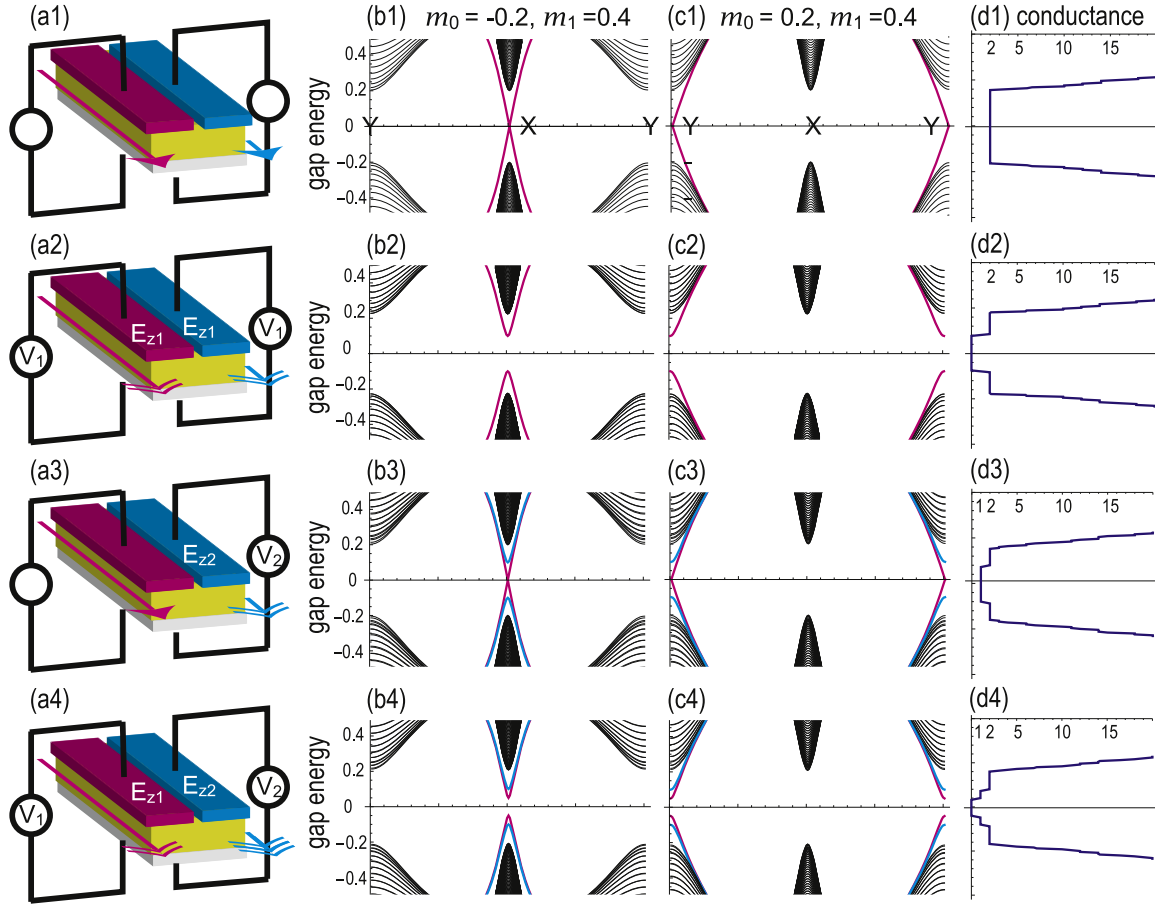 (a1) (b1) m0 = -0.2, m1 =0.4 (c1) m0 = 0.2, m1 =0.4 (d1) conductance
gap energy
0.4
0.2
0
−0.2
−0.4
Y X Y
Y X Y
2 5 10 15
(a2) (b2) (c2) (d2)
V1 Ez1 Ez1 V1
gap energy
0.4
0.2
0
−0.2
−0.4
2 5 10 15
(a3) (b3) (c3) (d3)
Ez2 V2
gap energy
0.4
0.2
0
−0.2
−0.4
1 2 5 10 15
(a4) (b4) (c4) (d4)
V1 Ez1 Ez2 V2
gap energy
0.4
0.2
0
−0.2
−0.4
1 2 5 10 15